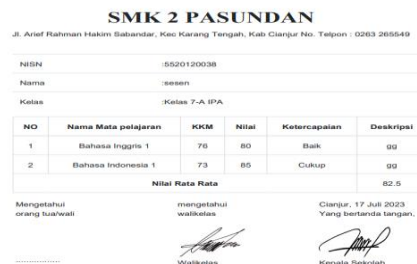 SMK 2 PASUNDAN
Jl. Arief Rahman Hakim Sabandar, Kec Karang Tengah, Kab Cianjur No. Telpon : 0263 265549
NISN :5520120038
Nama :sesen
Kelas :Kelas 7-A IPA
NO Nama Mata pelajaran KKM Nilai Ketercapaian Deskripsi
1 Bahasa Inggris 1 76 80 Baik gg
2 Bahasa Indonesia 1 73 85 Cukup gg
Nilai Rata Rata 82.5
Mengetahui mengetahui Cianjur, 17 Juli 2023
orang tua/wali walikelas Yang bertanda tangan,
................ Walikelas Kepala Sekolah